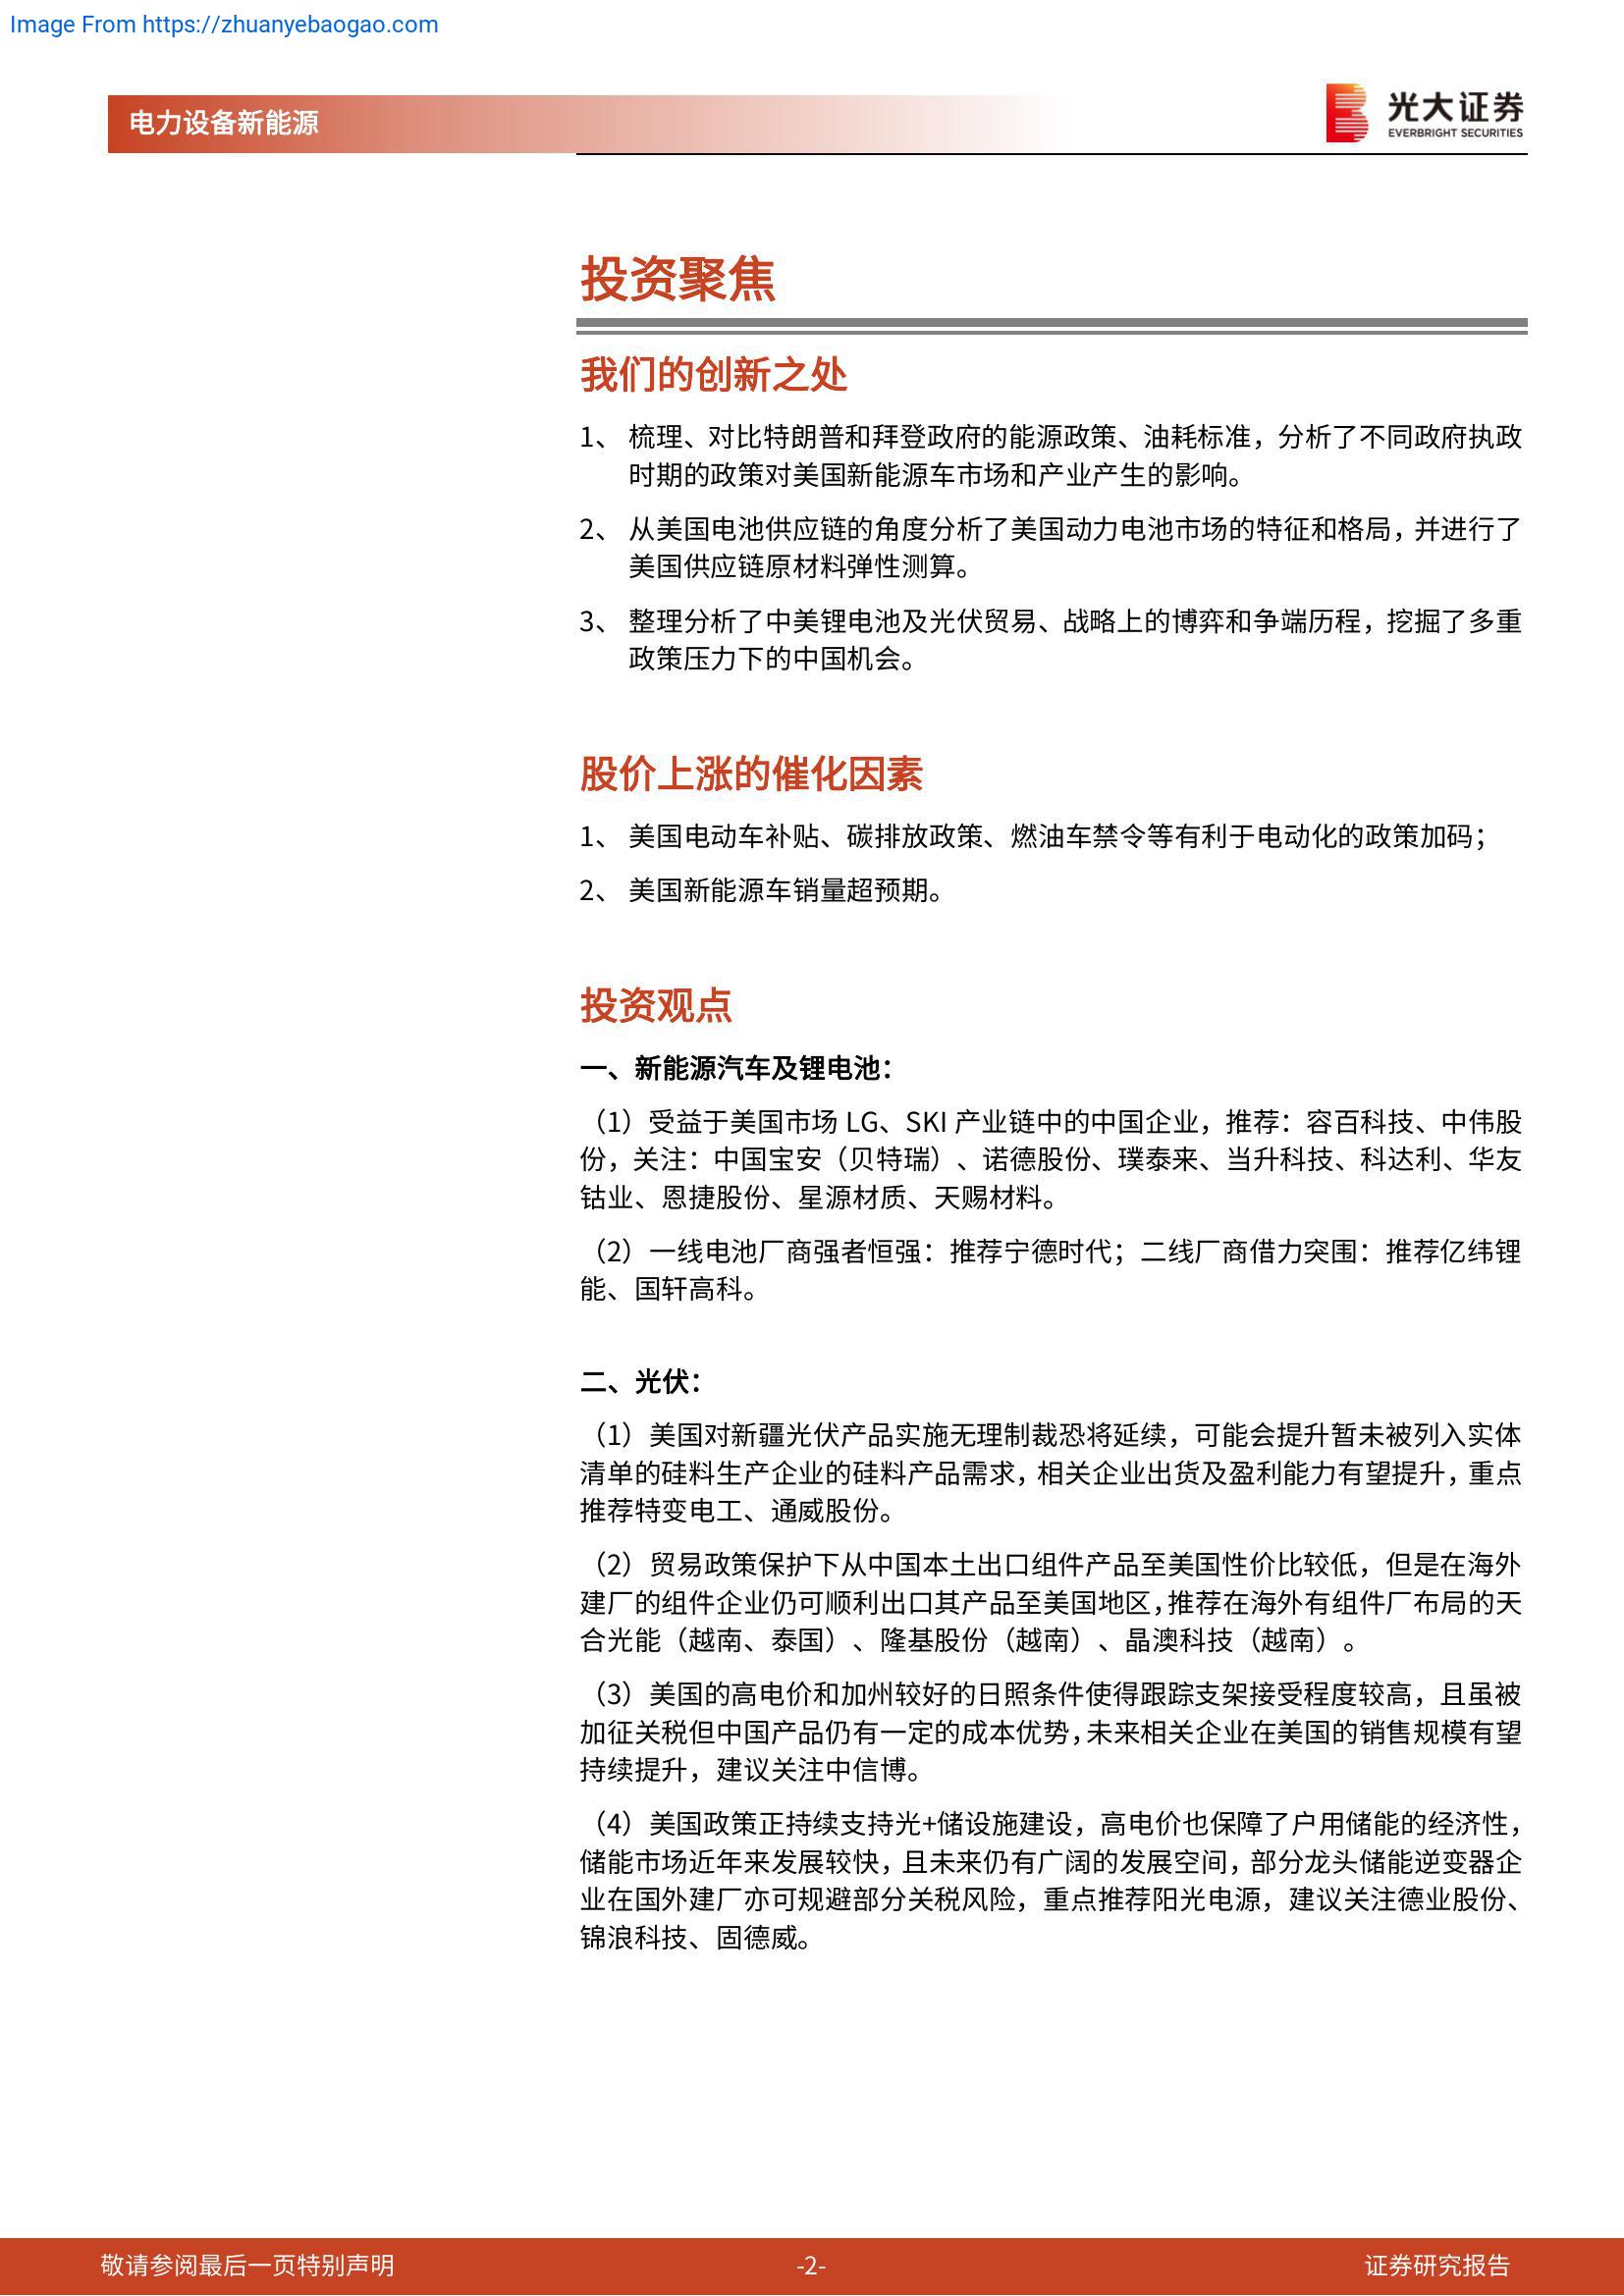 Image From https://zhuanyebaogao.com
电力设备新能源
光大证券
EVERBRIGHT SECURITIES
投资聚焦
我们的创新之处
1、 梳理、对比特朗普和拜登政府的能源政策、油耗标准，分析了不同政府执政
时期的政策对美国新能源车市场和产业产生的影响。
2、 从美国电池供应链的角度分析了美国动力电池市场的特征和格局，并进行了
美国供应链原材料弹性测算。
3、 整理分析了中美锂电池及光伏贸易、战略上的博弈和争端历程，挖掘了多重
政策压力下的中国机会。
股价上涨的催化因素
1、 美国电动车补贴、碳排放政策、燃油车禁令等有利于电动化的政策加码；
2、 美国新能源车销量超预期。
投资观点
一、新能源汽车及锂电池：
（1）受益于美国市场 LG、SKI 产业链中的中国企业，推荐：容百科技、中伟股
份，关注：中国宝安（贝特瑞）、诺德股份、璞泰来、当升科技、科达利、华友
钴业、恩捷股份、星源材质、天赐材料。
（2）一线电池厂商强者恒强：推荐宁德时代；二线厂商借力突围：推荐亿纬锂
能、国轩高科。
二、光伏：
（1）美国对新疆光伏产品实施无理制裁恐将延续，可能会提升暂未被列入实体
清单的硅料生产企业的硅料产品需求，相关企业出货及盈利能力有望提升，重点
推荐特变电工、通威股份。
（2）贸易政策保护下从中国本土出口组件产品至美国性价比较低，但是在海外
建厂的组件企业仍可顺利出口其产品至美国地区，推荐在海外有组件厂布局的天
合光能（越南、泰国）、隆基股份（越南）、晶澳科技（越南）。
（3）美国的高电价和加州较好的日照条件使得跟踪支架接受程度较高，且虽被
加征关税但中国产品仍有一定的成本优势，未来相关企业在美国的销售规模有望
持续提升，建议关注中信博。
（4）美国政策正持续支持光+储设施建设，高电价也保障了户用储能的经济性，
储能市场近年来发展较快，且未来仍有广阔的发展空间，部分龙头储能逆变器企
业在国外建厂亦可规避部分关税风险，重点推荐阳光电源，建议关注德业股份、
锦浪科技、固德威。
敬请参阅最后一页特别声明
-2-
证券研究报告